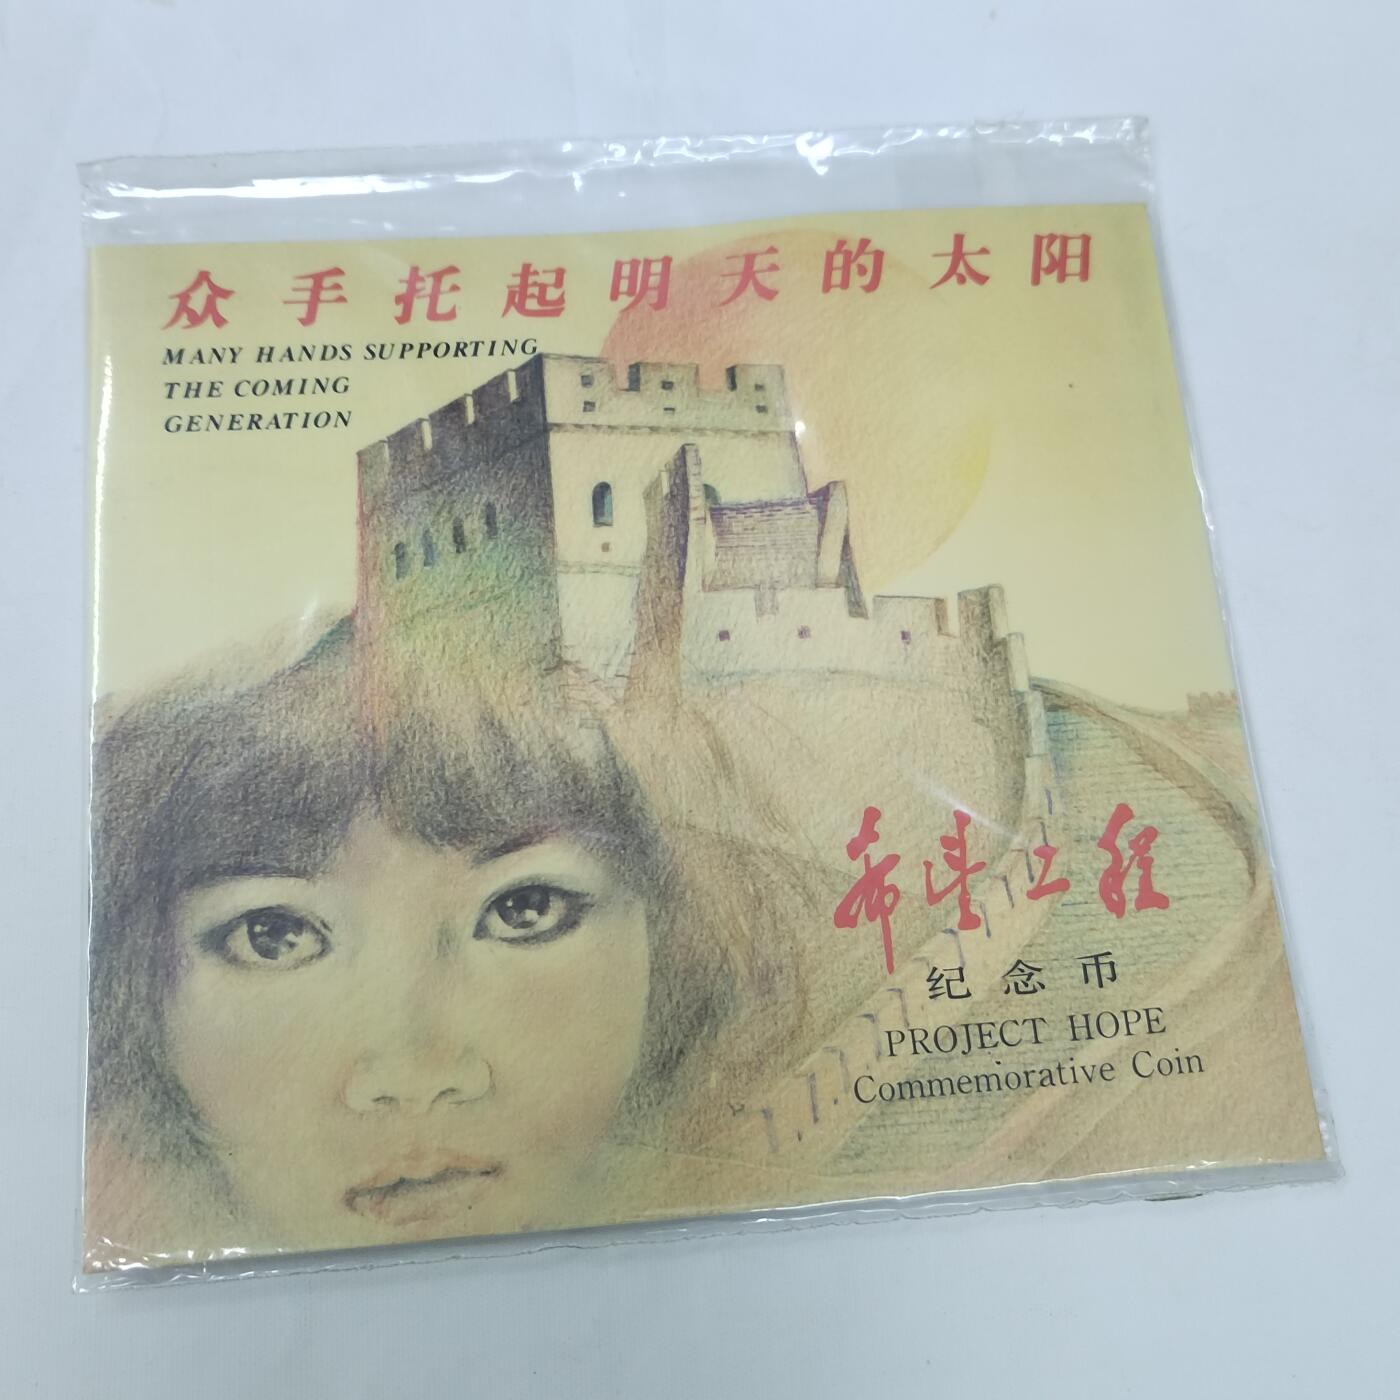 众手托起明天的太阳
MANY HANDS SUPPORTING
THE COMING
GENERATION
希望工程
纪念币
PROJECT HOPE
Commemorative Coin